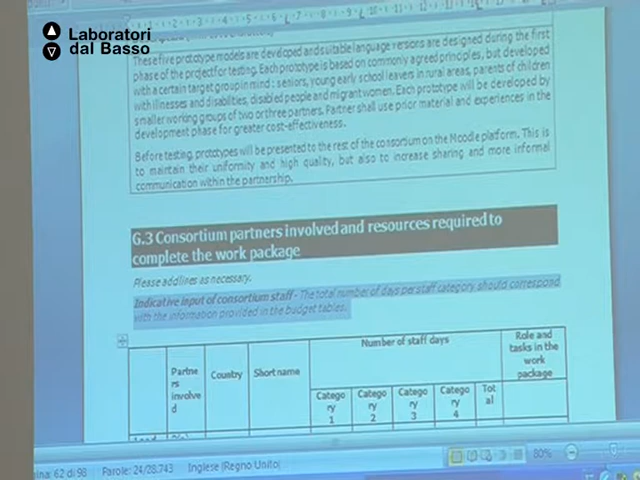 Laboratori
dal Basso
These five prototype models are developed and suitable language versions are designed during the first
phase of the project for testing. Each prototype is based on commonly agreed principles, but developed
with a certain target group in mind : seniors, young early school leavers in rural areas, parents of children
with illnesses and disabilities, disabled people and migrant women. Each prototype will be developed by
smaller working groups of two or three partners. Partner shall use prior material and experiences in the
development phase for greater cost-effectiveness.
Before testing, prototypes will be presented to the rest of the consortium on the Moodle platform. This is
to maintain their uniformity and high quality, but also to increase sharing and more informal
communication within the partnership.
G.3 Consortium partners involved and resources required to
complete the work package
Please add lines as necessary.
Indicative input of consortium staff - The total number of days per staff category should correspond
with the information provided in the budget tables.
Number of staff days
Role and
tasks in the
work
package
Partne
rs
involve
d
Country
Short name
Catego
ry
1
Catego
ry
2
Catego
ry
3
Catego
ry
4
Tot
al
ina: 62 di 98
Parole: 24/28.743
Inglese (Regno Unito)
80%